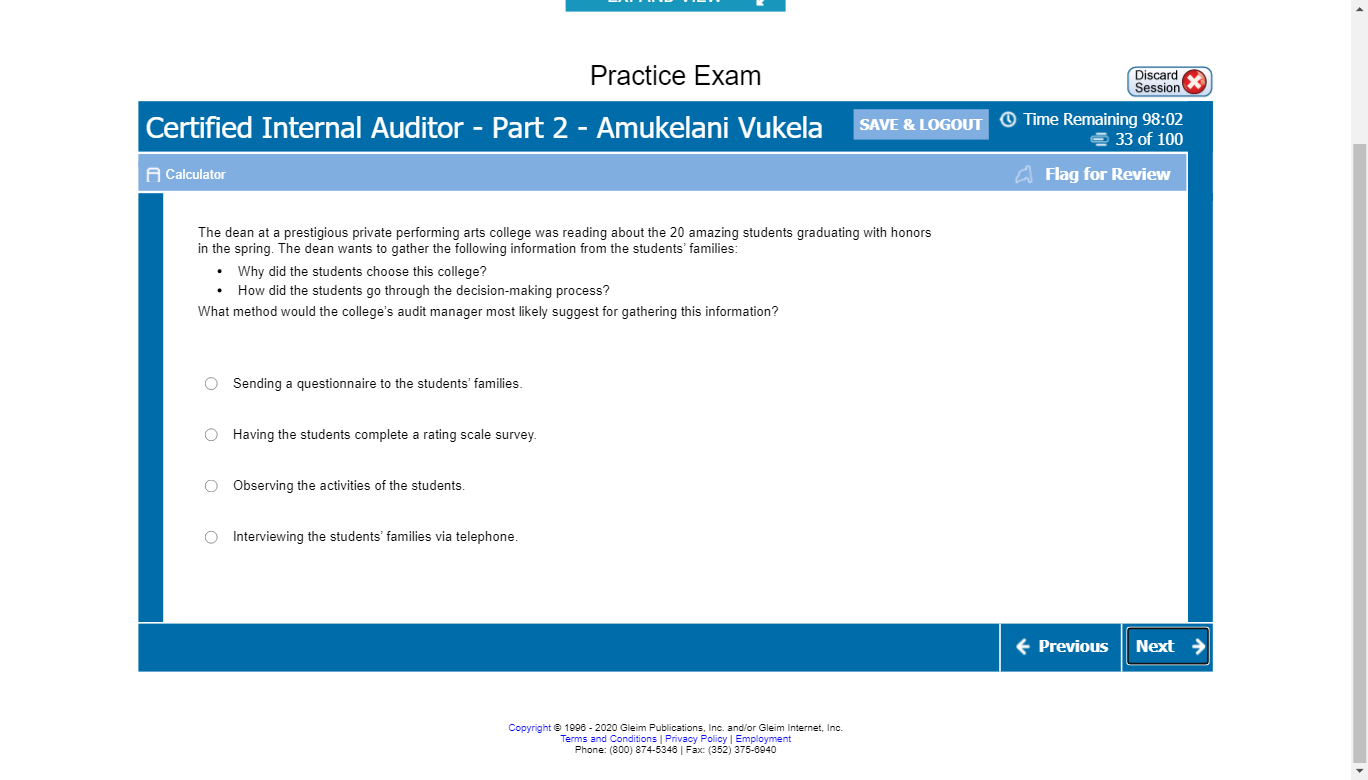 EXPAND VIEW
Practice Exam
Discard
Session
Certified Internal Auditor - Part 2 - Amukelani Vukela
SAVE & LOGOUT
Time Remaining 98:02
33 of 100
Calculator
Flag for Review
The dean at a prestigious private performing arts college was reading about the 20 amazing students graduating with honors
in the spring. The dean wants to gather the following information from the students’ families:
• Why did the students choose this college?
• How did the students go through the decision-making process?
What method would the college’s audit manager most likely suggest for gathering this information?
Sending a questionnaire to the students’ families.
Having the students complete a rating scale survey.
Observing the activities of the students.
Interviewing the students’ families via telephone.
Previous
Next
Copyright © 1996 - 2020 Gleim Publications, Inc. and/or Gleim Internet, Inc.
Terms and Conditions | Privacy Policy | Employment
Phone: (800) 874-5346 | Fax: (352) 375-6940